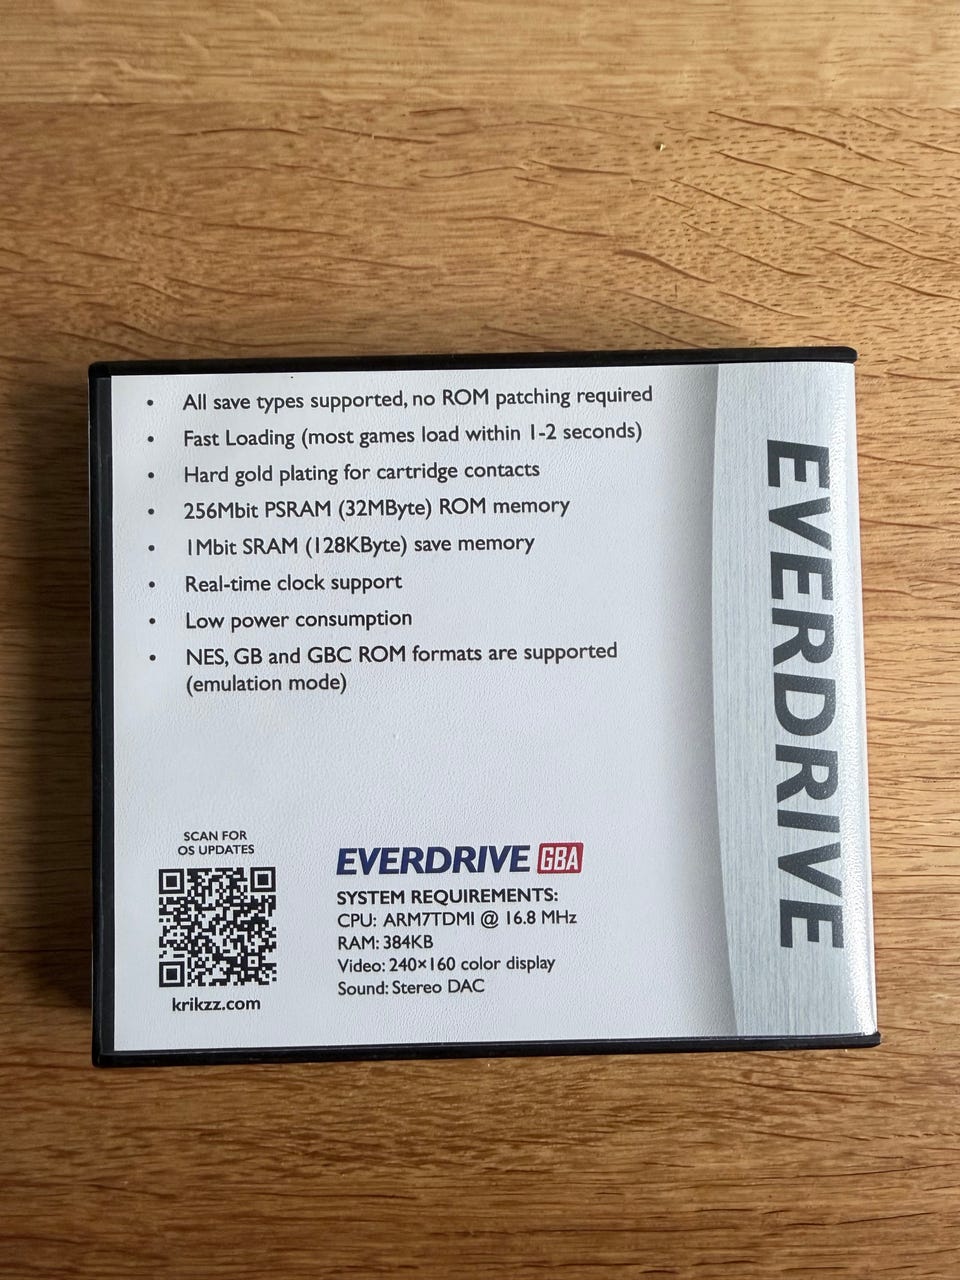 • All save types supported, no ROM patching required
• Fast Loading (most games load within 1-2 seconds)
• Hard gold plating for cartridge contacts
• 256Mbit PSRAM (32MByte) ROM memory
• 1Mbit SRAM (128KByte) save memory
• Real-time clock support
• Low power consumption
• NES, GB and GBC ROM formats are supported
(emulation mode)
SCAN FOR
OS UPDATES
krikzz.com
EVERDRIVE GBA
SYSTEM REQUIREMENTS:
CPU: ARM7TDMI @ 16.8 MHz
RAM: 384KB
Video: 240×160 color display
Sound: Stereo DAC
EVERDRIVE